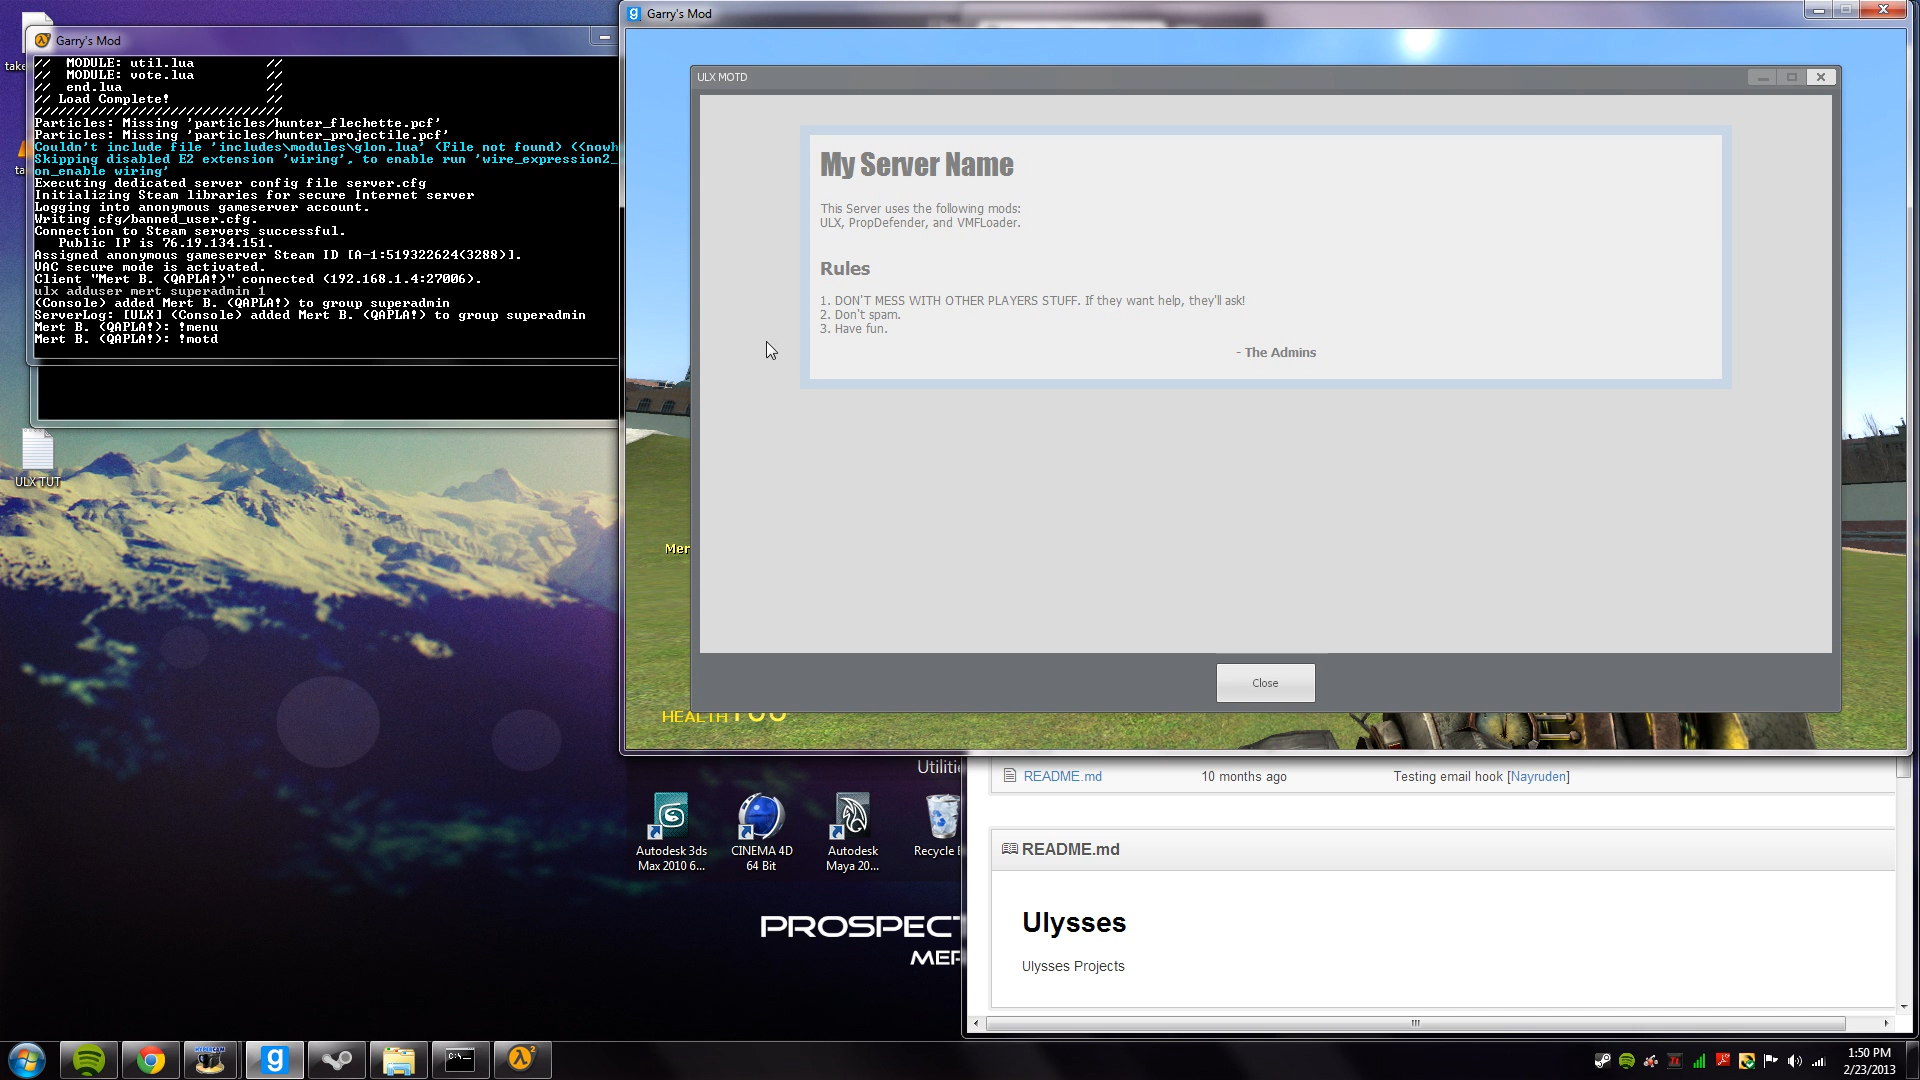 take
ta
Garry's Mod
//  MODULE: util.lua         //
//  MODULE: vote.lua         //
//  end.lua                  //
// Load Complete!            //
///////////////////////////////
Particles: Missing 'particles/hunter_flechette.pcf'
Particles: Missing 'particles/hunter_projectile.pcf'
Couldn't include file 'includes\modules\glon.lua' (File not found) (<nowh
Skipping disabled E2 extension 'wiring', to enable run 'wire_expression2_
on_enable wiring'
Executing dedicated server config file server.cfg
Initializing Steam libraries for secure Internet server
Logging into anonymous gameserver account.
Writing cfg/banned_user.cfg.
Connection to Steam servers successful.
   Public IP is 76.19.134.151.
Assigned anonymous gameserver Steam ID [A-1:519322624(3288)].
VAC secure mode is activated.
Client "Mert B. (QAPLA!)" connected (192.168.1.4:27006).
ulx adduser mert superadmin 1
(Console) added Mert B. (QAPLA!) to group superadmin
ServerLog: [ULX] (Console) added Mert B. (QAPLA!) to group superadmin
Mert B. (QAPLA!): !menu
Mert B. (QAPLA!): !motd
ULX TUT
Garry's Mod
ULX MOTD
My Server Name
This Server uses the following mods:
ULX, PropDefender, and VMFLoader.
Rules
1. DON'T MESS WITH OTHER PLAYERS STUFF. If they want help, they'll ask!
2. Don't spam.
3. Have fun.
- The Admins
Mer
Close
HEALTH 100
Utiliti
Autodesk 3ds
Max 2010 6...
CINEMA 4D
64 Bit
Autodesk
Maya 20...
Recycle B
PROSPECT
MER
README.md 10 months ago Testing email hook [Nayruden]
README.md
Ulysses
Ulysses Projects
C:\_
1:50 PM
2/23/2013